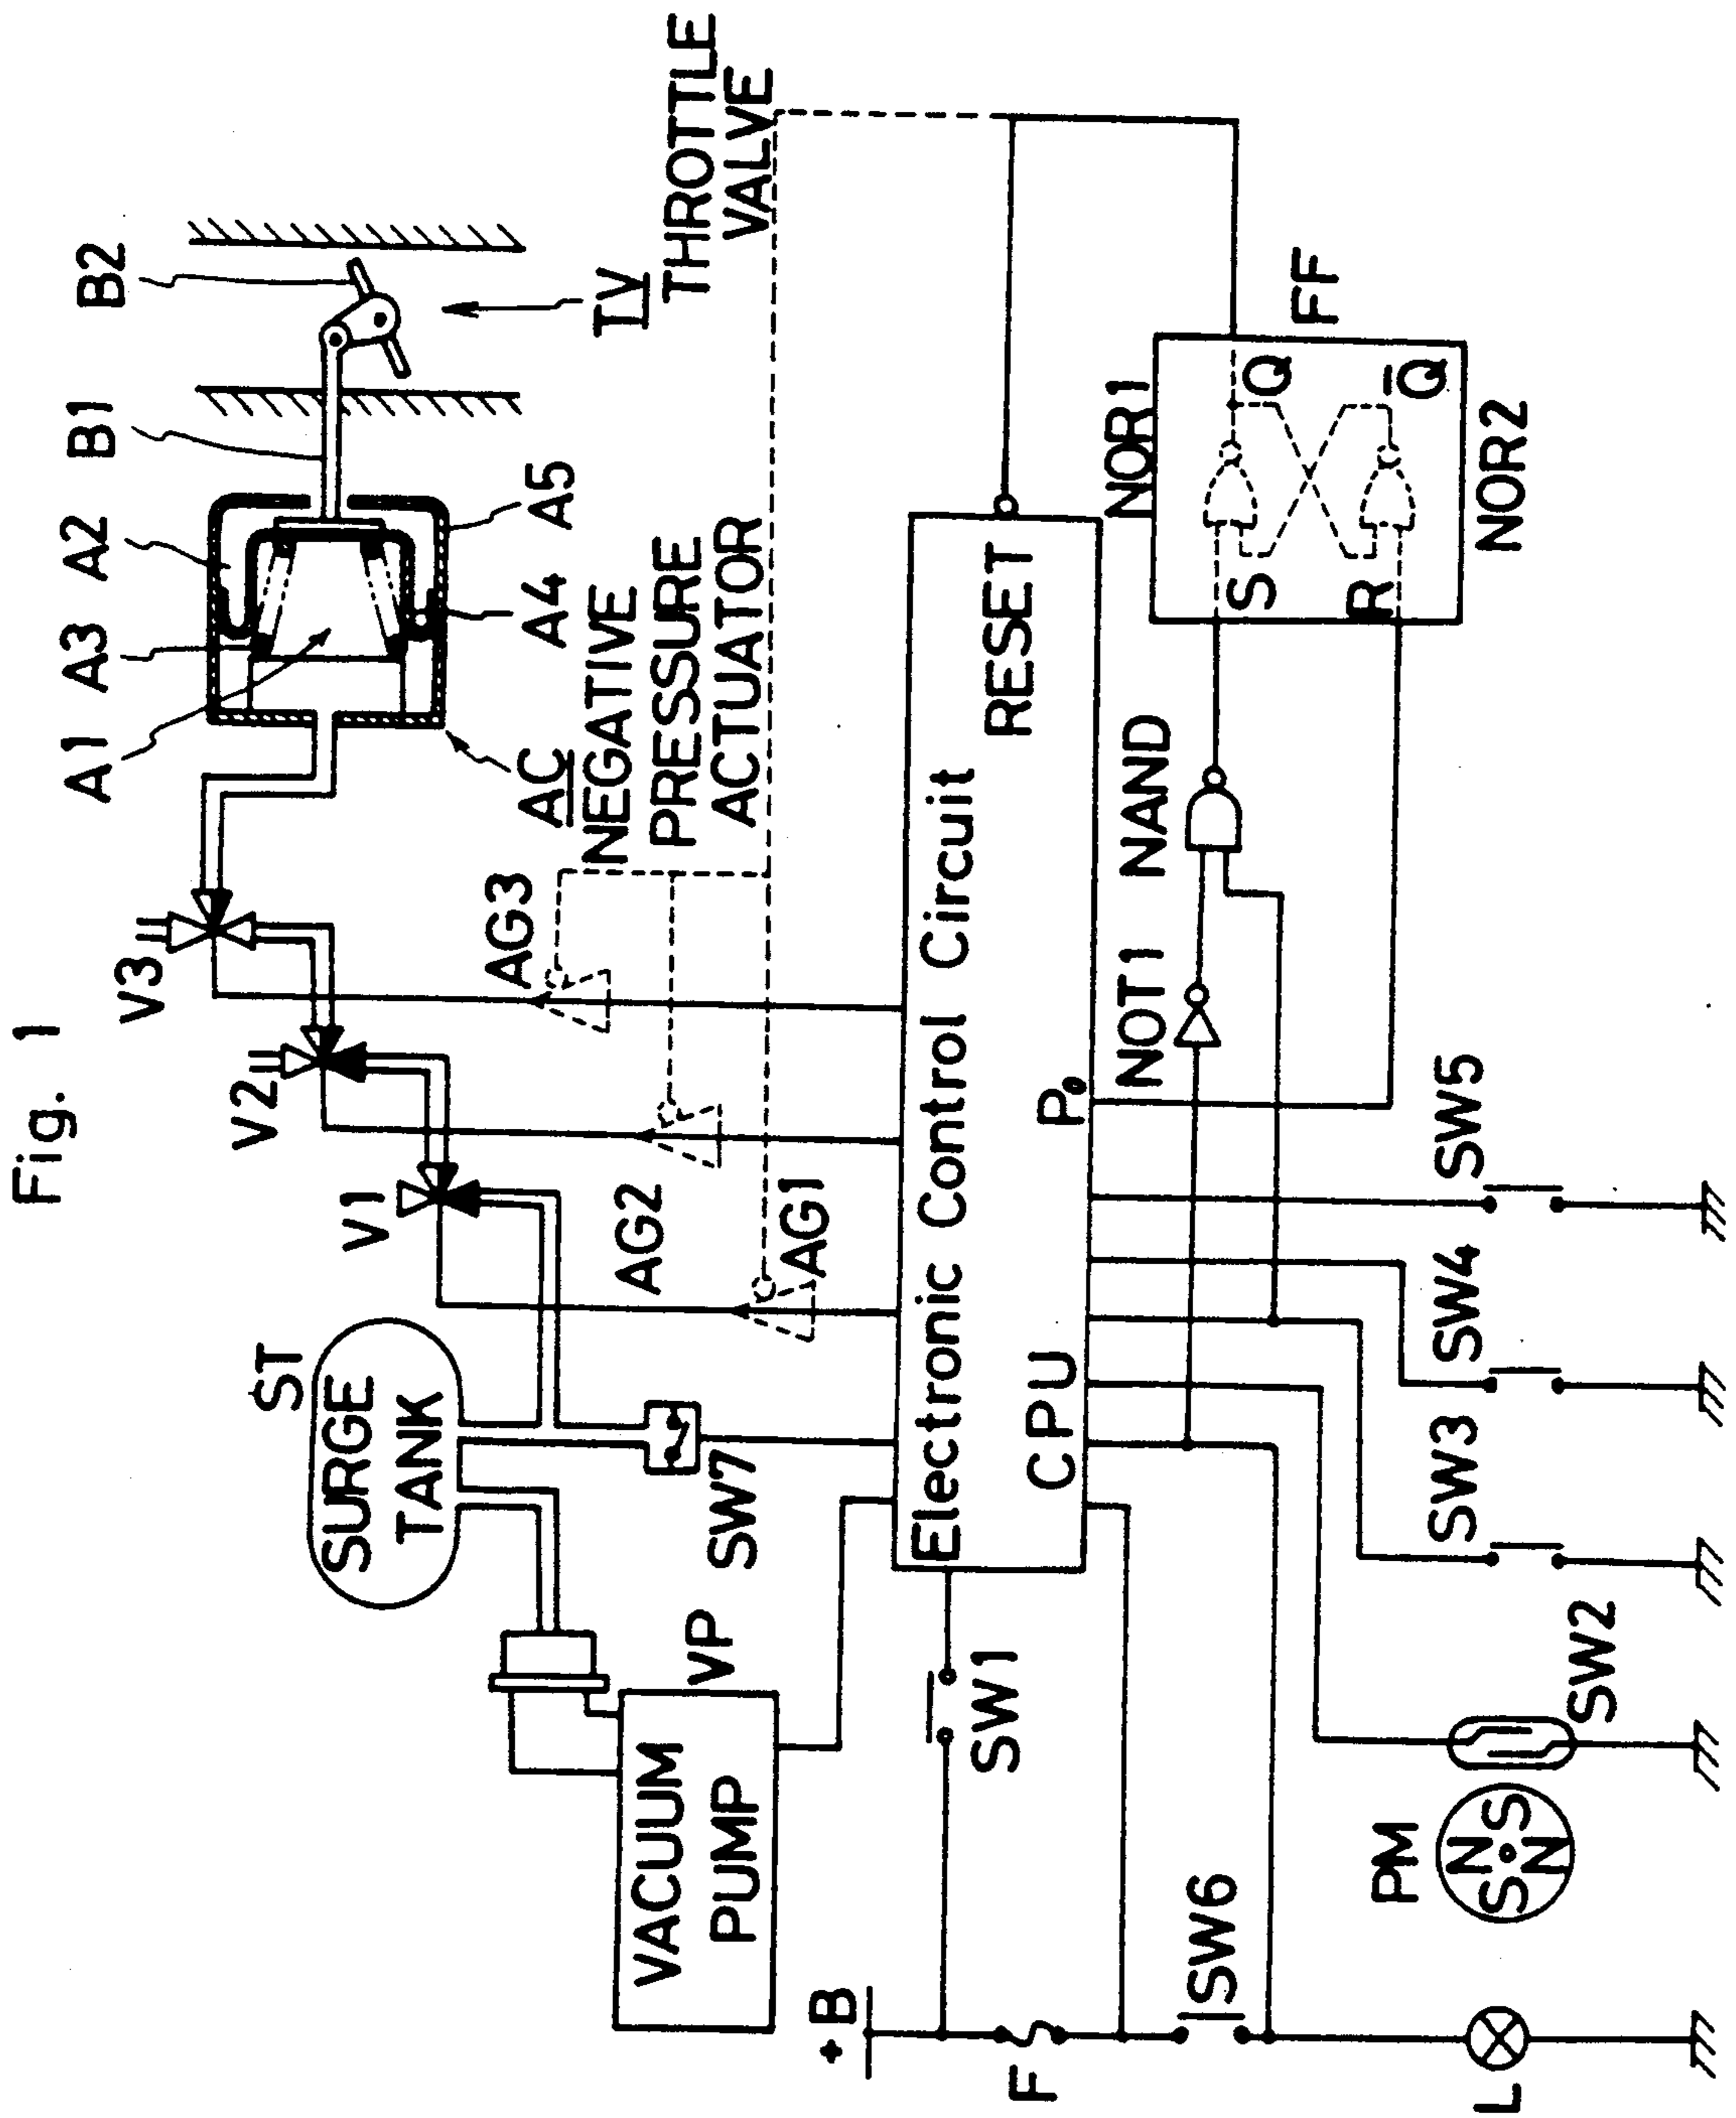 Fig. 1
V3
V2
V1
ST
SURGE
TANK
A1
A3
A2
B1
B2
A4
A5
AC
NEGATIVE
PRESSURE
ACTUATOR
TV
THROTTLE
VALVE
AG3
AG2
AG1
SW7
VP
VACUUM
PUMP
Electronic Control Circuit
RESET
CPU
P0
SW1
+B
F
SW6
L
NOT1
NAND
NOR1
NOR2
FF
S
R
Q
Q̅
PM
N
S
S
N
SW2
SW3
SW4
SW5